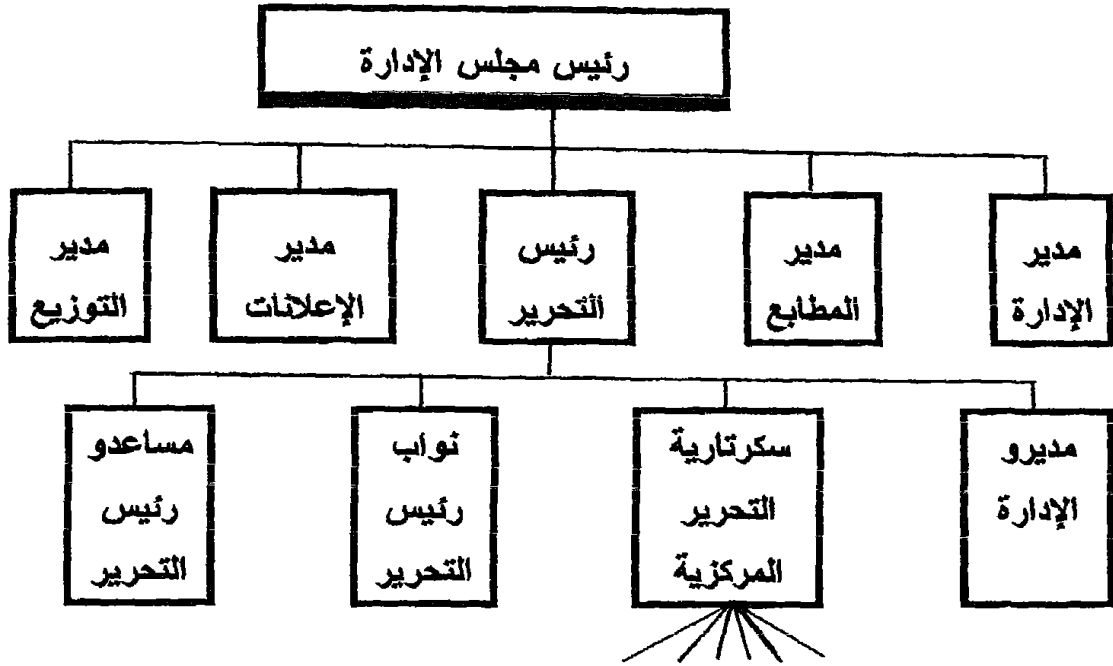 رئيس مجلس الإدارة
مدير
الإدارة
مدير
المطابع
رئيس
التحرير
مدير
الإعلانات
مدير
التوزيع
مديرو
الإدارة
سكرتارية
التحرير
المركزية
نواب
رئيس
التحرير
مساعدو
رئيس
التحرير